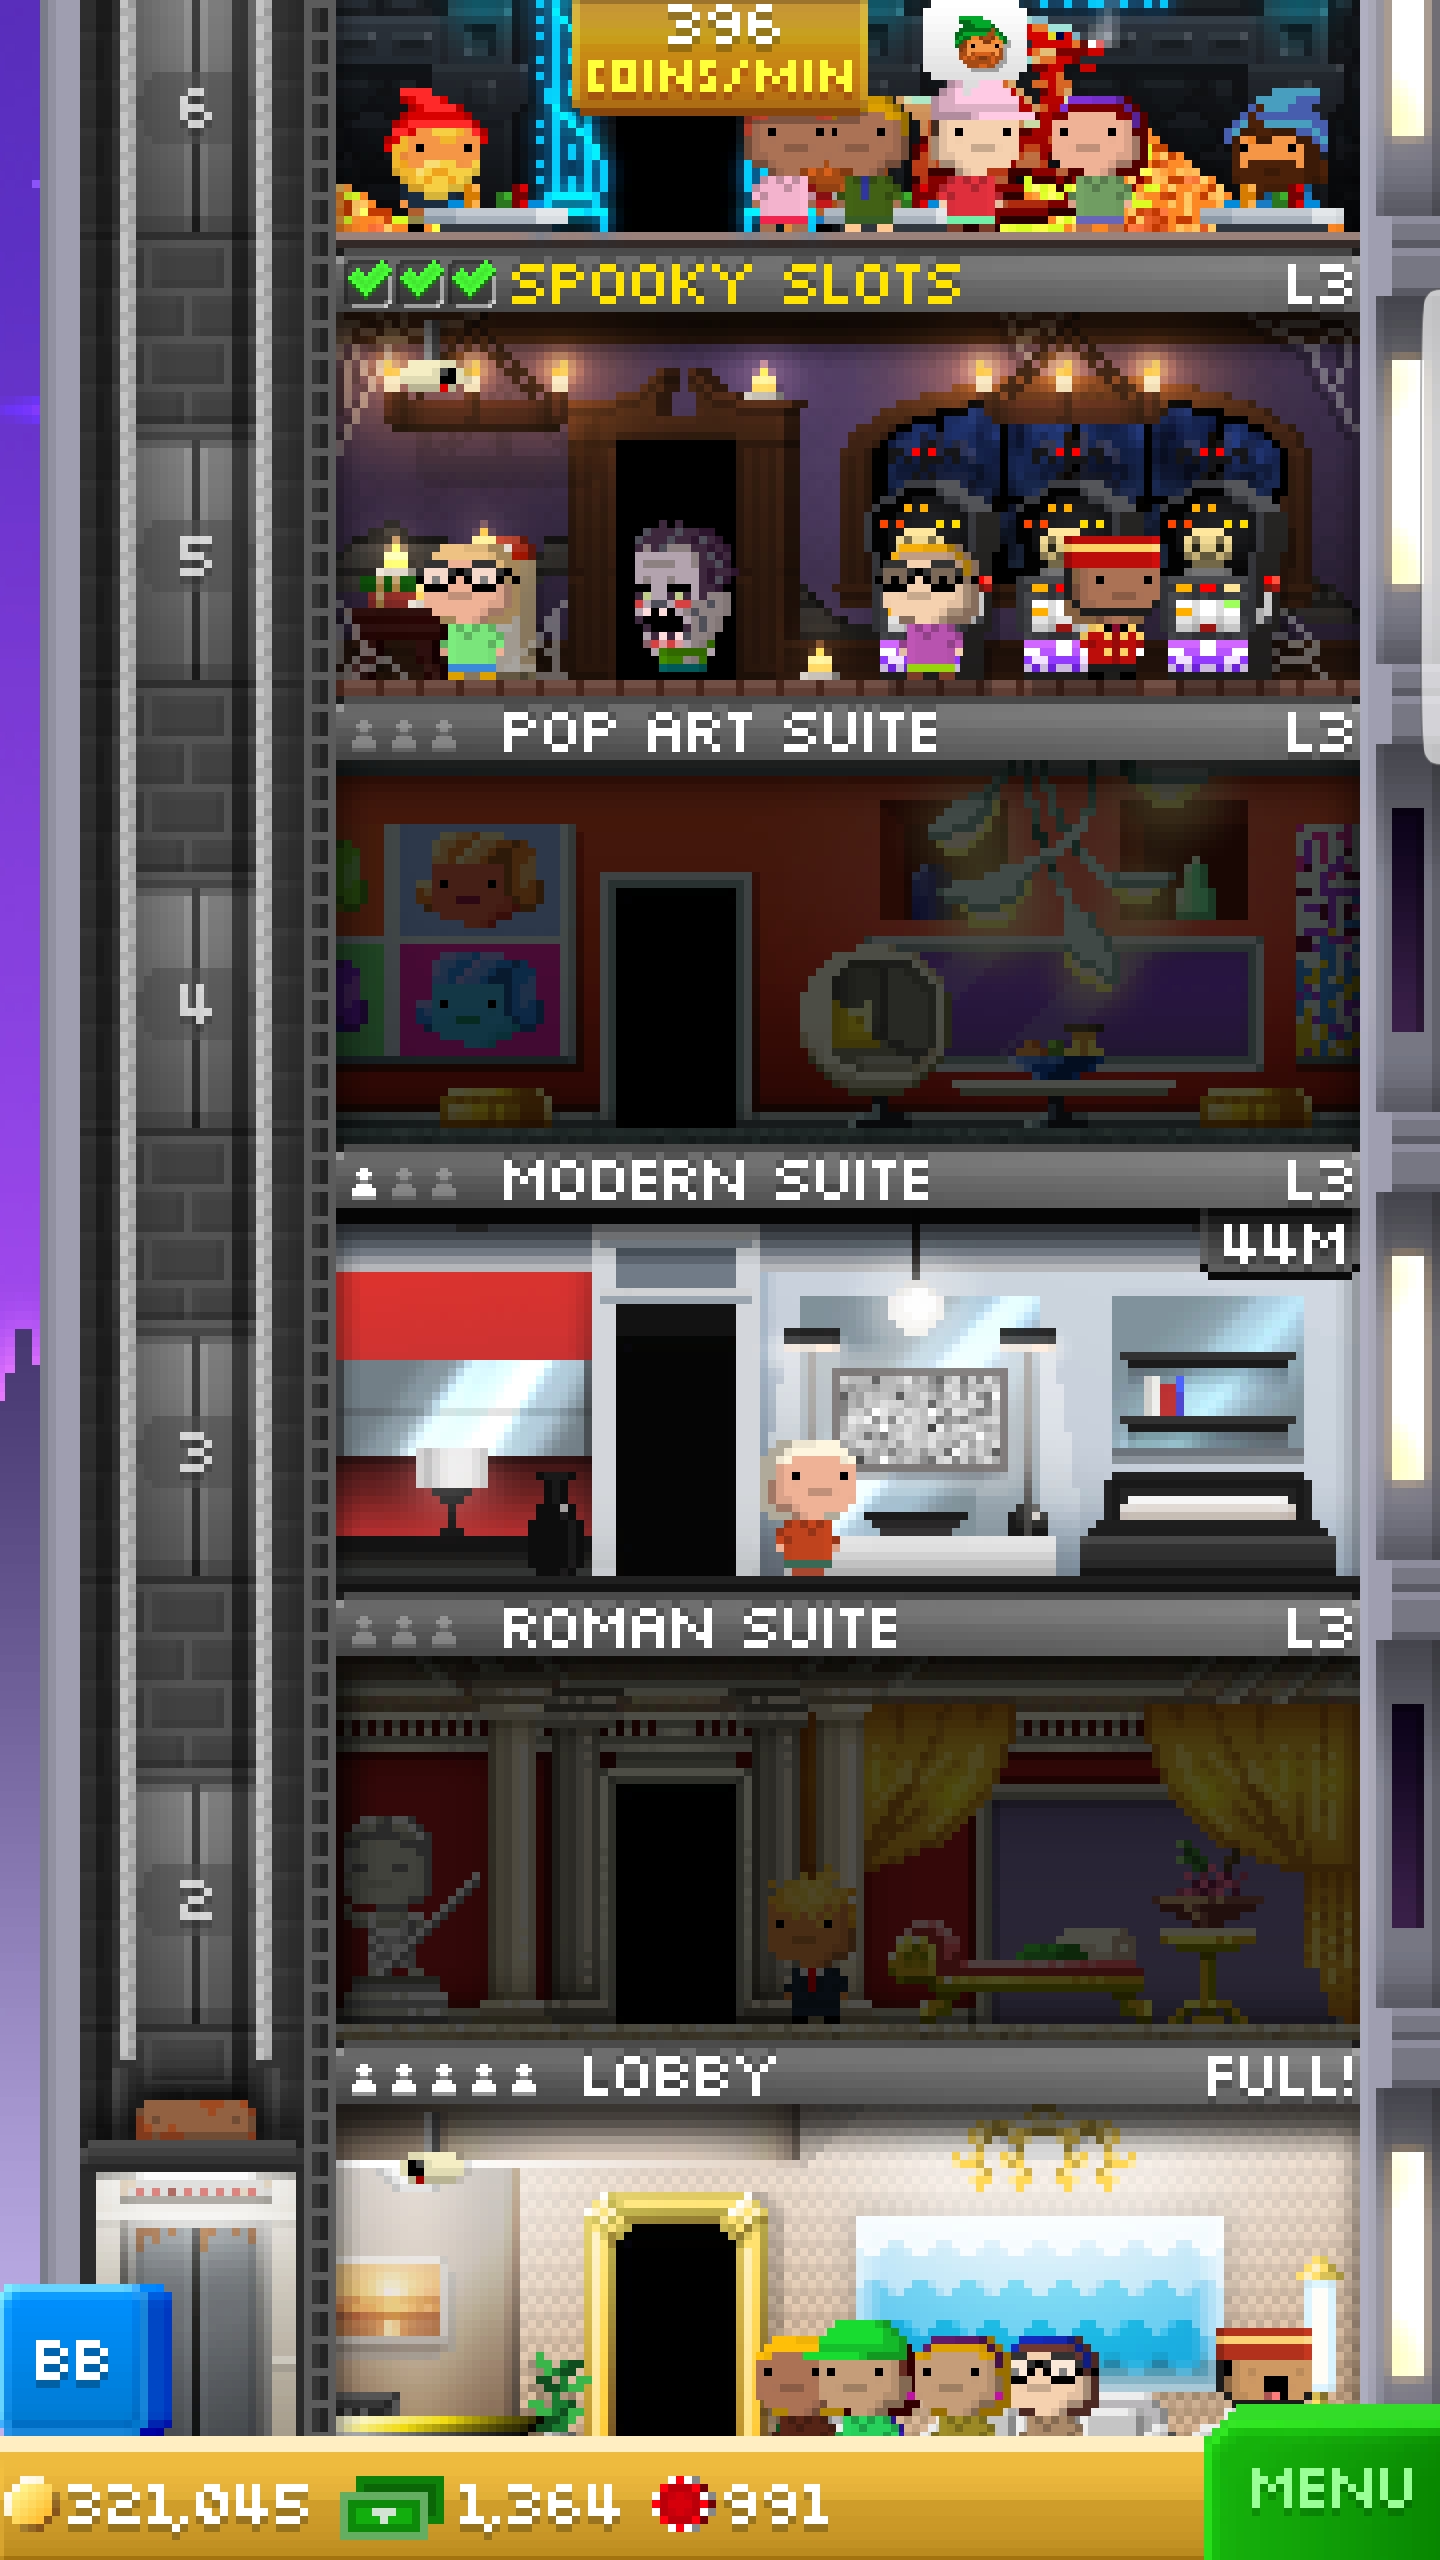 396
COINS/MIN
6
SPOOKY SLOTS L3
5
POP ART SUITE L3
4
MODERN SUITE L3
44M
3
ROMAN SUITE L3
2
LOBBY FULL!
BB
321,045 1,364 991
MENU